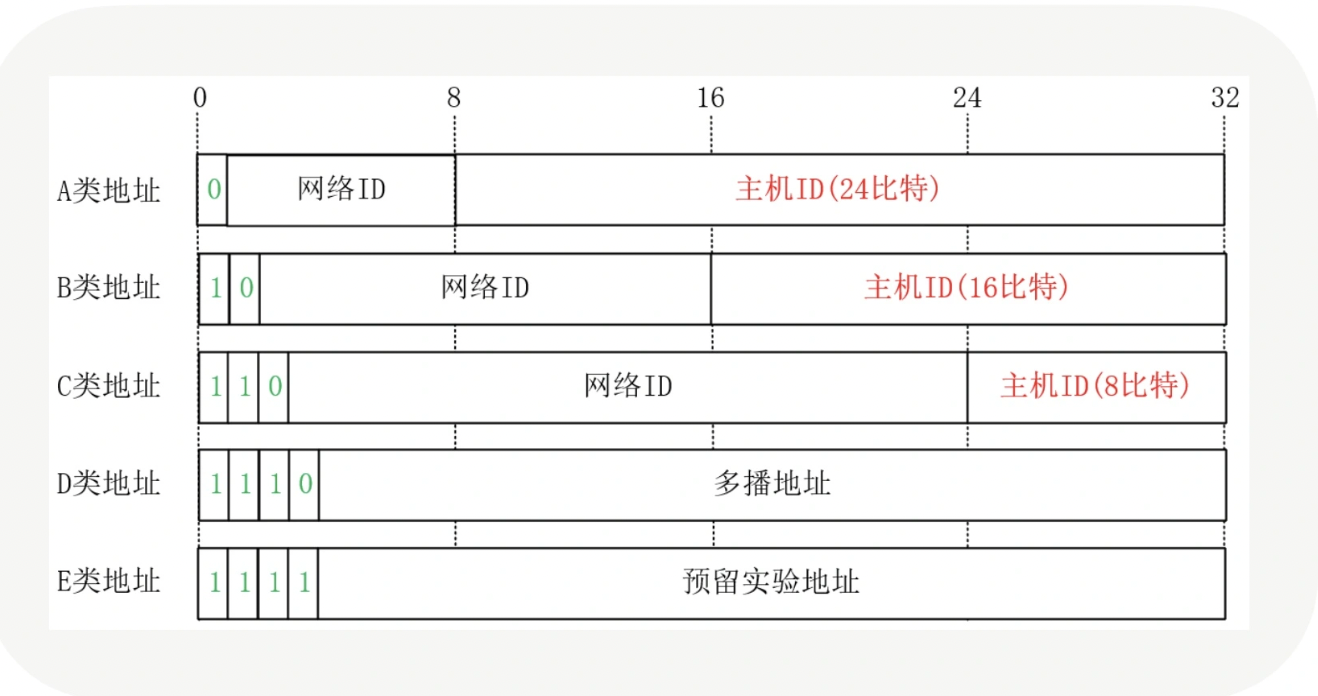 0 8 16 24 32
A类地址 0 网络ID 主机ID(24比特)
B类地址 1 0 网络ID 主机ID(16比特)
C类地址 1 1 0 网络ID 主机ID(8比特)
D类地址 1 1 1 0 多播地址
E类地址 1 1 1 1 预留实验地址